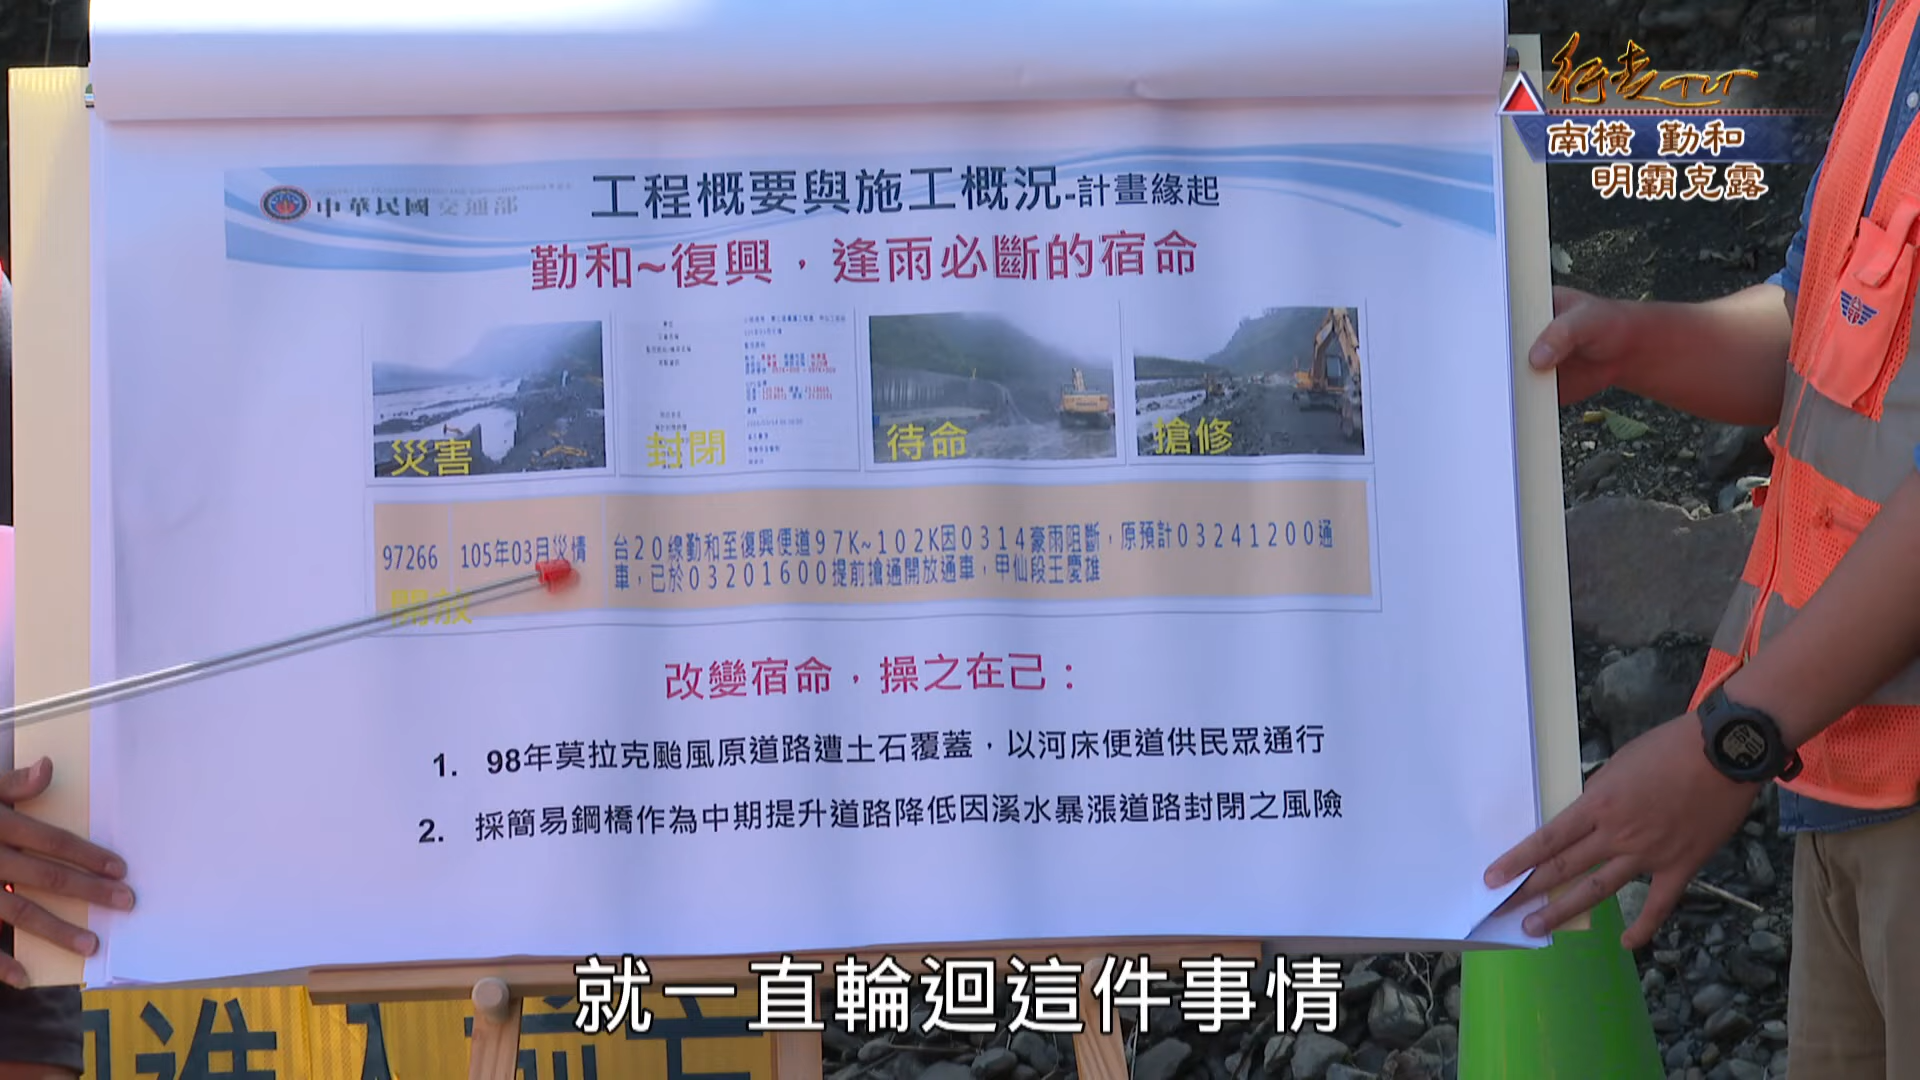 行走TIT
南橫 勤和
明霸克露
中華民國 交通部
工程概要與施工概況-計畫緣起
勤和~復興，逢雨必斷的宿命
災害
封閉
待命
搶修
97266
105年03月災情
台20線勤和至復興便道97K~102K因0314豪雨阻斷，原預計03241200通
車，已於03201600提前搶通開放通車，甲仙段王慶雄
開放
改變宿命，操之在己：
1. 98年莫拉克颱風原道路遭土石覆蓋，以河床便道供民眾通行
2. 採簡易鋼橋作為中期提升道路降低因溪水暴漲道路封閉之風險
就一直輪迴這件事情